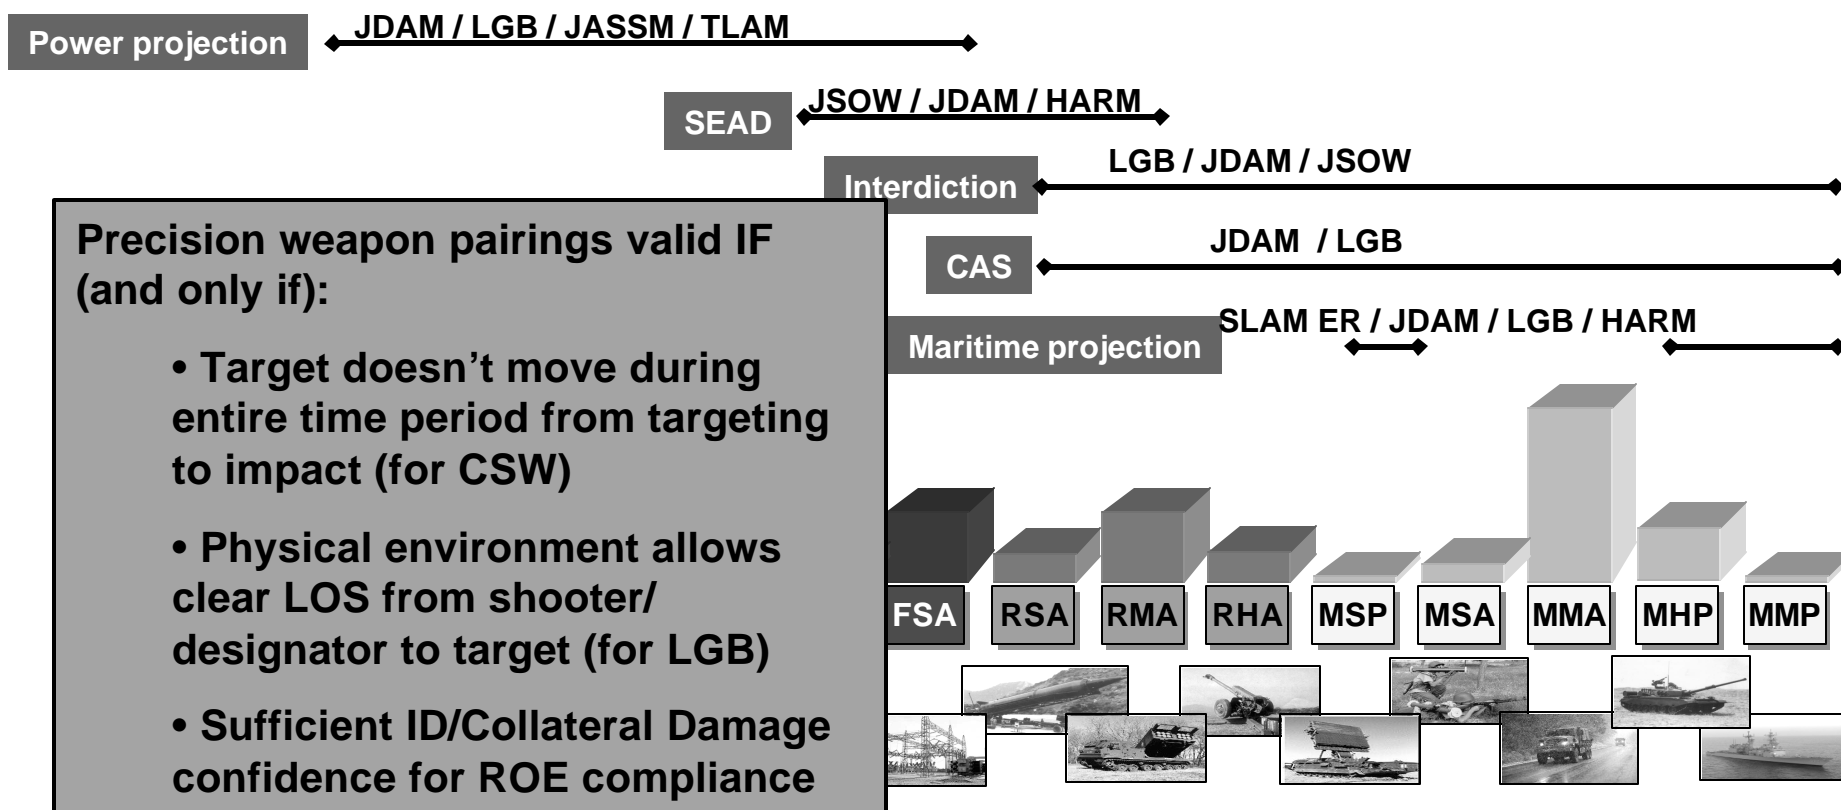 JDAM / LGB / JASSM / TLAM
Power projection
JSOW / JDAM / HARM
SEAD
LGB / JDAM / JSOW
Interdiction
JDAM / LGB
CAS
SLAM ER / JDAM / LGB / HARM
Maritime projection
Precision weapon pairings valid IF
(and only if):
• Target doesn’t move during
entire time period from targeting
to impact (for CSW)
• Physical environment allows
clear LOS from shooter/
designator to target (for LGB)
• Sufficient ID/Collateral Damage
confidence for ROE compliance
FSA RSA RMA RHA MSP MSA MMA MHP MMP